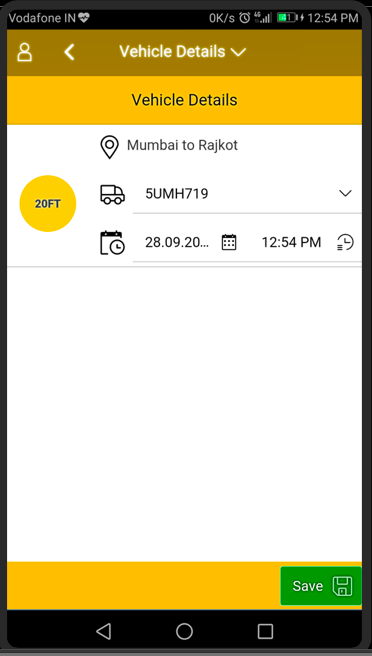 Vodafone IN 0K/s 4G 41 12:54 PM
Vehicle Details
Vehicle Details
Mumbai to Rajkot
20FT
5UMH719
28.09.20... 12:54 PM
Save